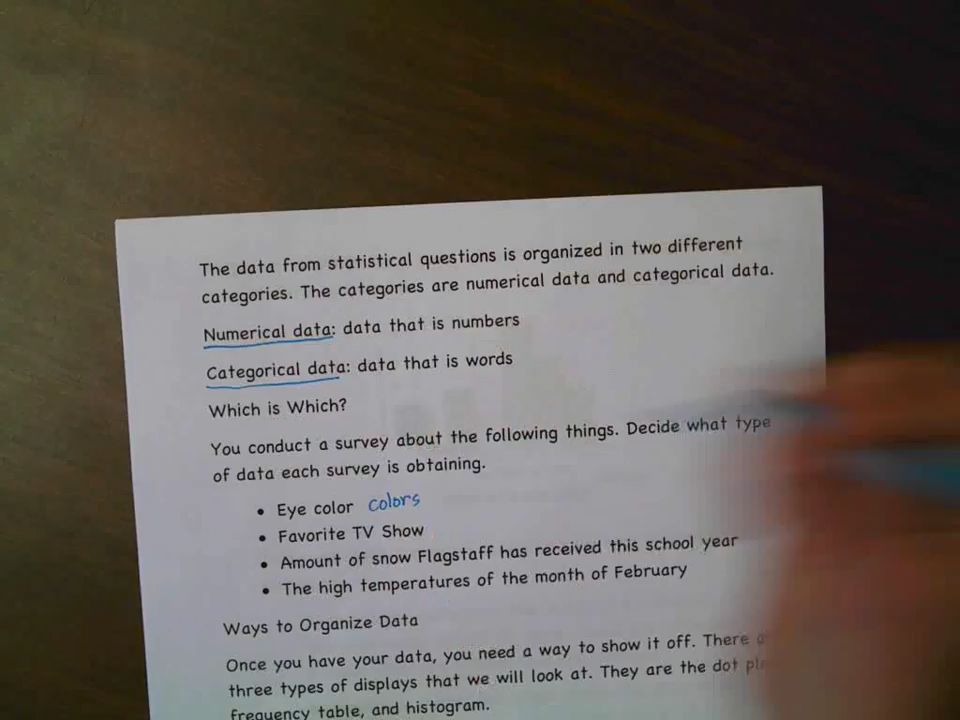 The data from statistical questions is organized in two different
categories. The categories are numerical data and categorical data.
Numerical data: data that is numbers
Categorical data: data that is words
Which is Which?
You conduct a survey about the following things. Decide what type
of data each survey is obtaining.
• Eye color colors
• Favorite TV Show
• Amount of snow Flagstaff has received this school year
• The high temperatures of the month of February
Ways to Organize Data
Once you have your data, you need a way to show it off. There
three types of displays that we will look at. They are the dot
frequency table, and histogram.